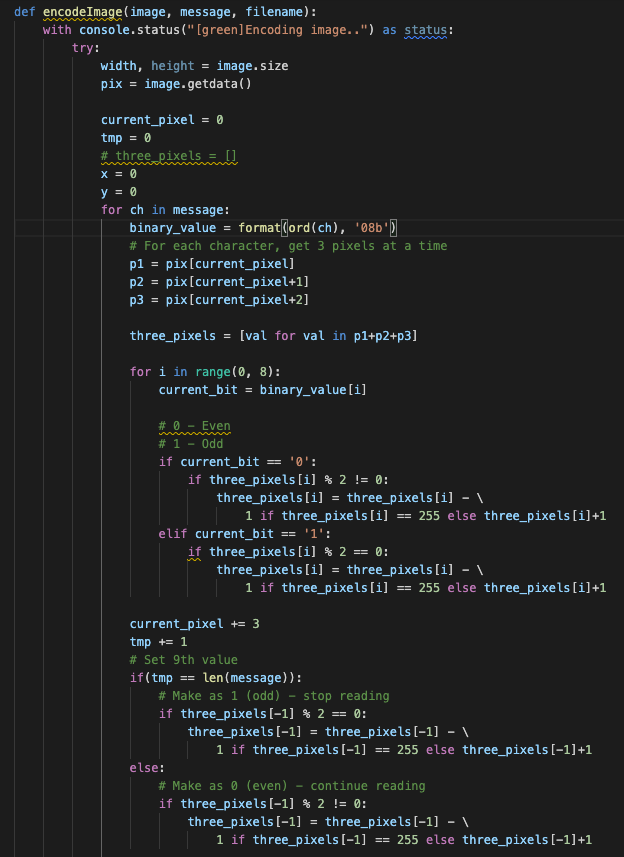 def encodeImage(image, message, filename):
    with console.status("[green]Encoding image..") as status:
        try:
            width, height = image.size
            pix = image.getdata()

            current_pixel = 0
            tmp = 0
            # three_pixels = []
            x = 0
            y = 0
            for ch in message:
                binary_value = format(ord(ch), '08b')
                # For each character, get 3 pixels at a time
                p1 = pix[current_pixel]
                p2 = pix[current_pixel+1]
                p3 = pix[current_pixel+2]

                three_pixels = [val for val in p1+p2+p3]

                for i in range(0, 8):
                    current_bit = binary_value[i]

                    # 0 - Even
                    # 1 - Odd
                    if current_bit == '0':
                        if three_pixels[i] % 2 != 0:
                            three_pixels[i] = three_pixels[i] - \
                                1 if three_pixels[i] == 255 else three_pixels[i]+1
                    elif current_bit == '1':
                        if three_pixels[i] % 2 == 0:
                            three_pixels[i] = three_pixels[i] - \
                                1 if three_pixels[i] == 255 else three_pixels[i]+1

                current_pixel += 3
                tmp += 1
                # Set 9th value
                if(tmp == len(message)):
                    # Make as 1 (odd) - stop reading
                    if three_pixels[-1] % 2 == 0:
                        three_pixels[-1] = three_pixels[-1] - \
                            1 if three_pixels[-1] == 255 else three_pixels[-1]+1
                else:
                    # Make as 0 (even) - continue reading
                    if three_pixels[-1] % 2 != 0:
                        three_pixels[-1] = three_pixels[-1] - \
                            1 if three_pixels[-1] == 255 else three_pixels[-1]+1